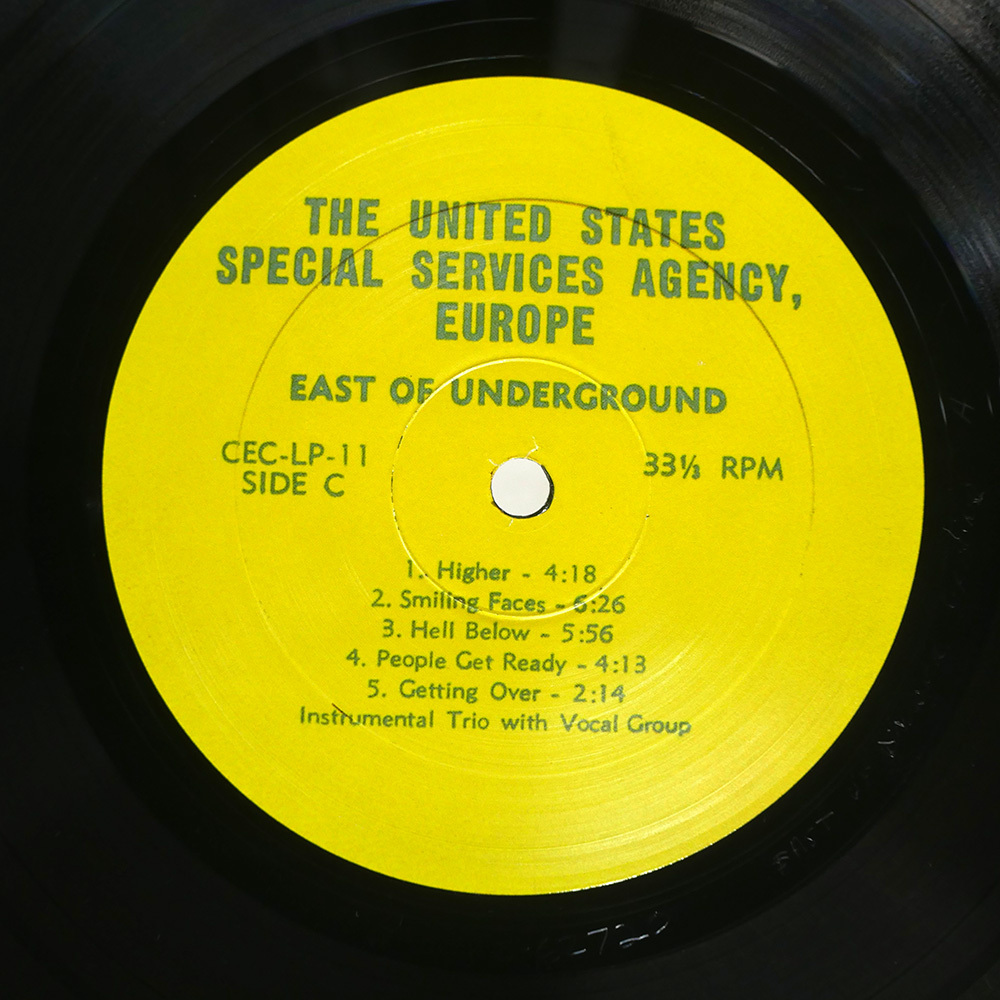 THE UNITED STATES
SPECIAL SERVICES AGENCY,
EUROPE
EAST OF UNDERGROUND
CEC-LP-11
SIDE C
33⅓ RPM
1. Higher - 4:18
2. Smiling Faces - 6:26
3. Hell Below - 5:56
4. People Get Ready - 4:13
5. Getting Over - 2:14
Instrumental Trio with Vocal Group